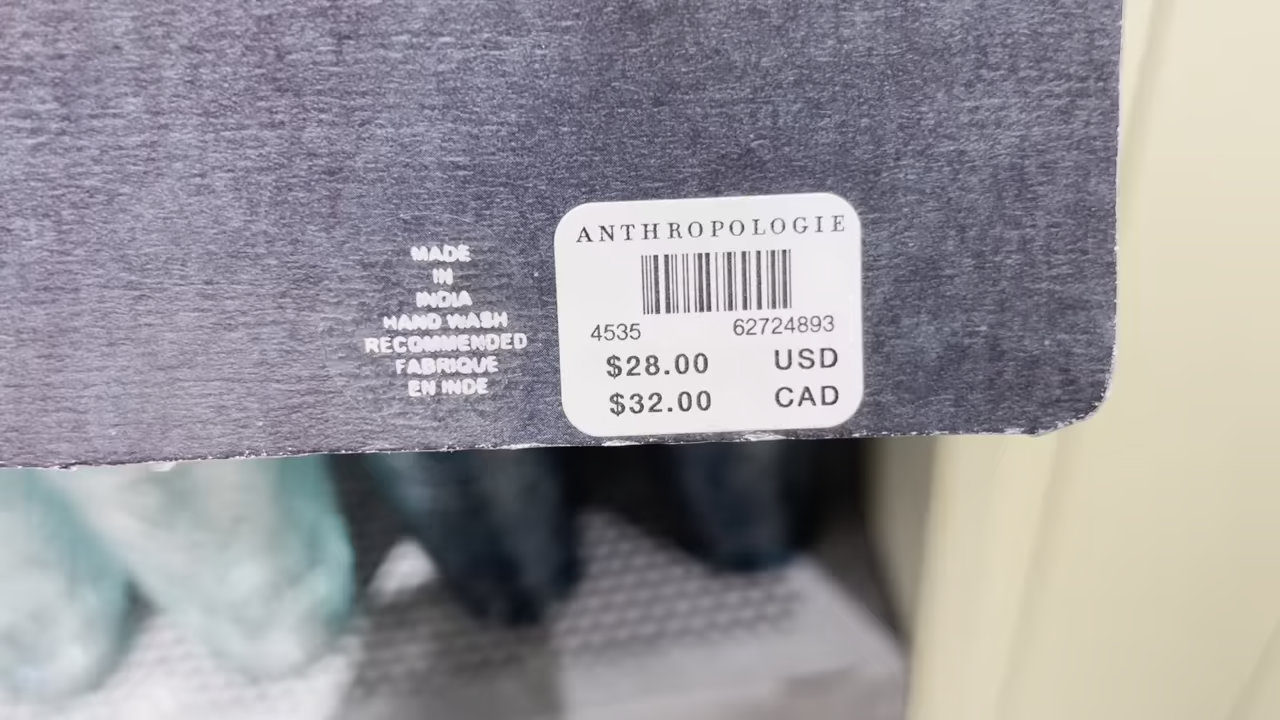 MADE
IN
INDIA
HAND WASH
RECOMMENDED
FABRIQUE
EN INDE
ANTHROPOLOGIE
4535 62724893
$28.00 USD
$32.00 CAD